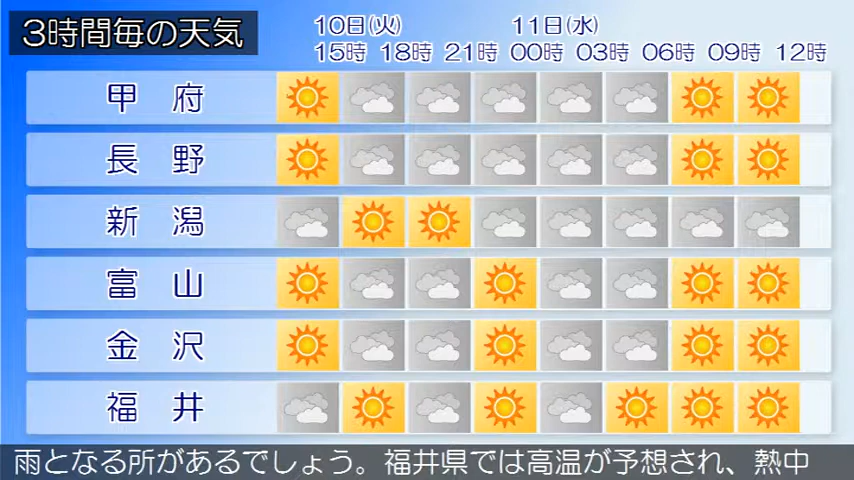 3時間毎の天気
10日(火) 11日(水)
15時 18時 21時 00時 03時 06時 09時 12時
甲府
長野
新潟
富山
金沢
福井
雨となる所があるでしょう。福井県では高温が予想され、熱中